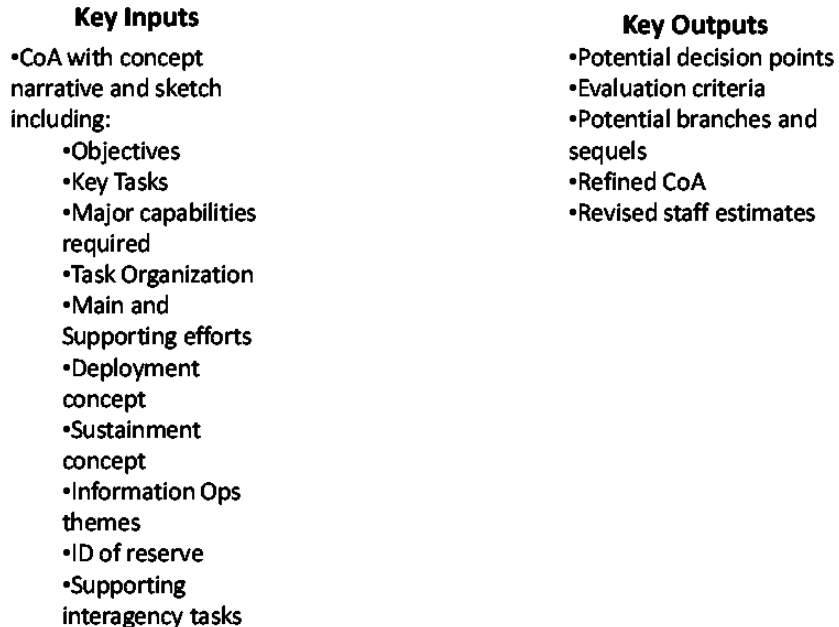 Key Inputs
•CoA with concept
narrative and sketch
including:
•Objectives
•Key Tasks
•Major capabilities
required
•Task Organization
•Main and
Supporting efforts
•Deployment
concept
•Sustainment
concept
•Information Ops
themes
•ID of reserve
•Supporting
interagency tasks
Key Outputs
•Potential decision points
•Evaluation criteria
•Potential branches and
sequels
•Refined CoA
•Revised staff estimates